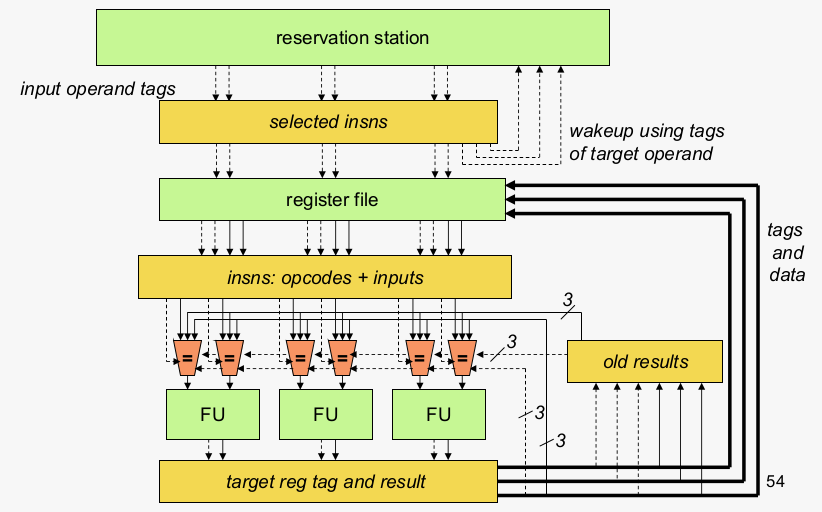 reservation station
input operand tags
selected insns
wakeup using tags
of target operand
register file
tags
and
data
insns: opcodes + inputs
3
3
= = = = = =
old results
FU FU FU
3
3
target reg tag and result
54